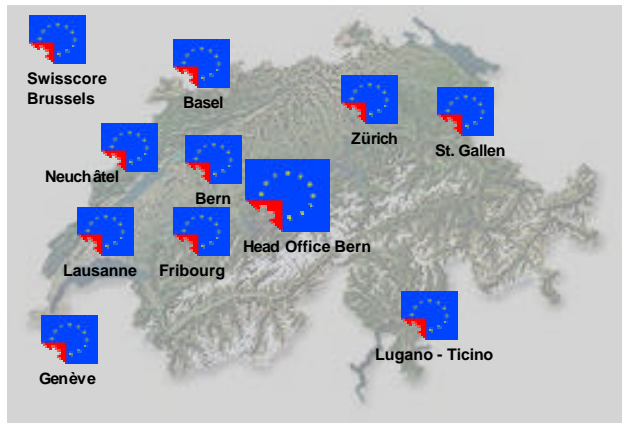 Swisscore
Brussels
Basel
Zürich
St. Gallen
Neuchâtel
Bern
Head Office Bern
Lausanne
Fribourg
Lugano - Ticino
Genève